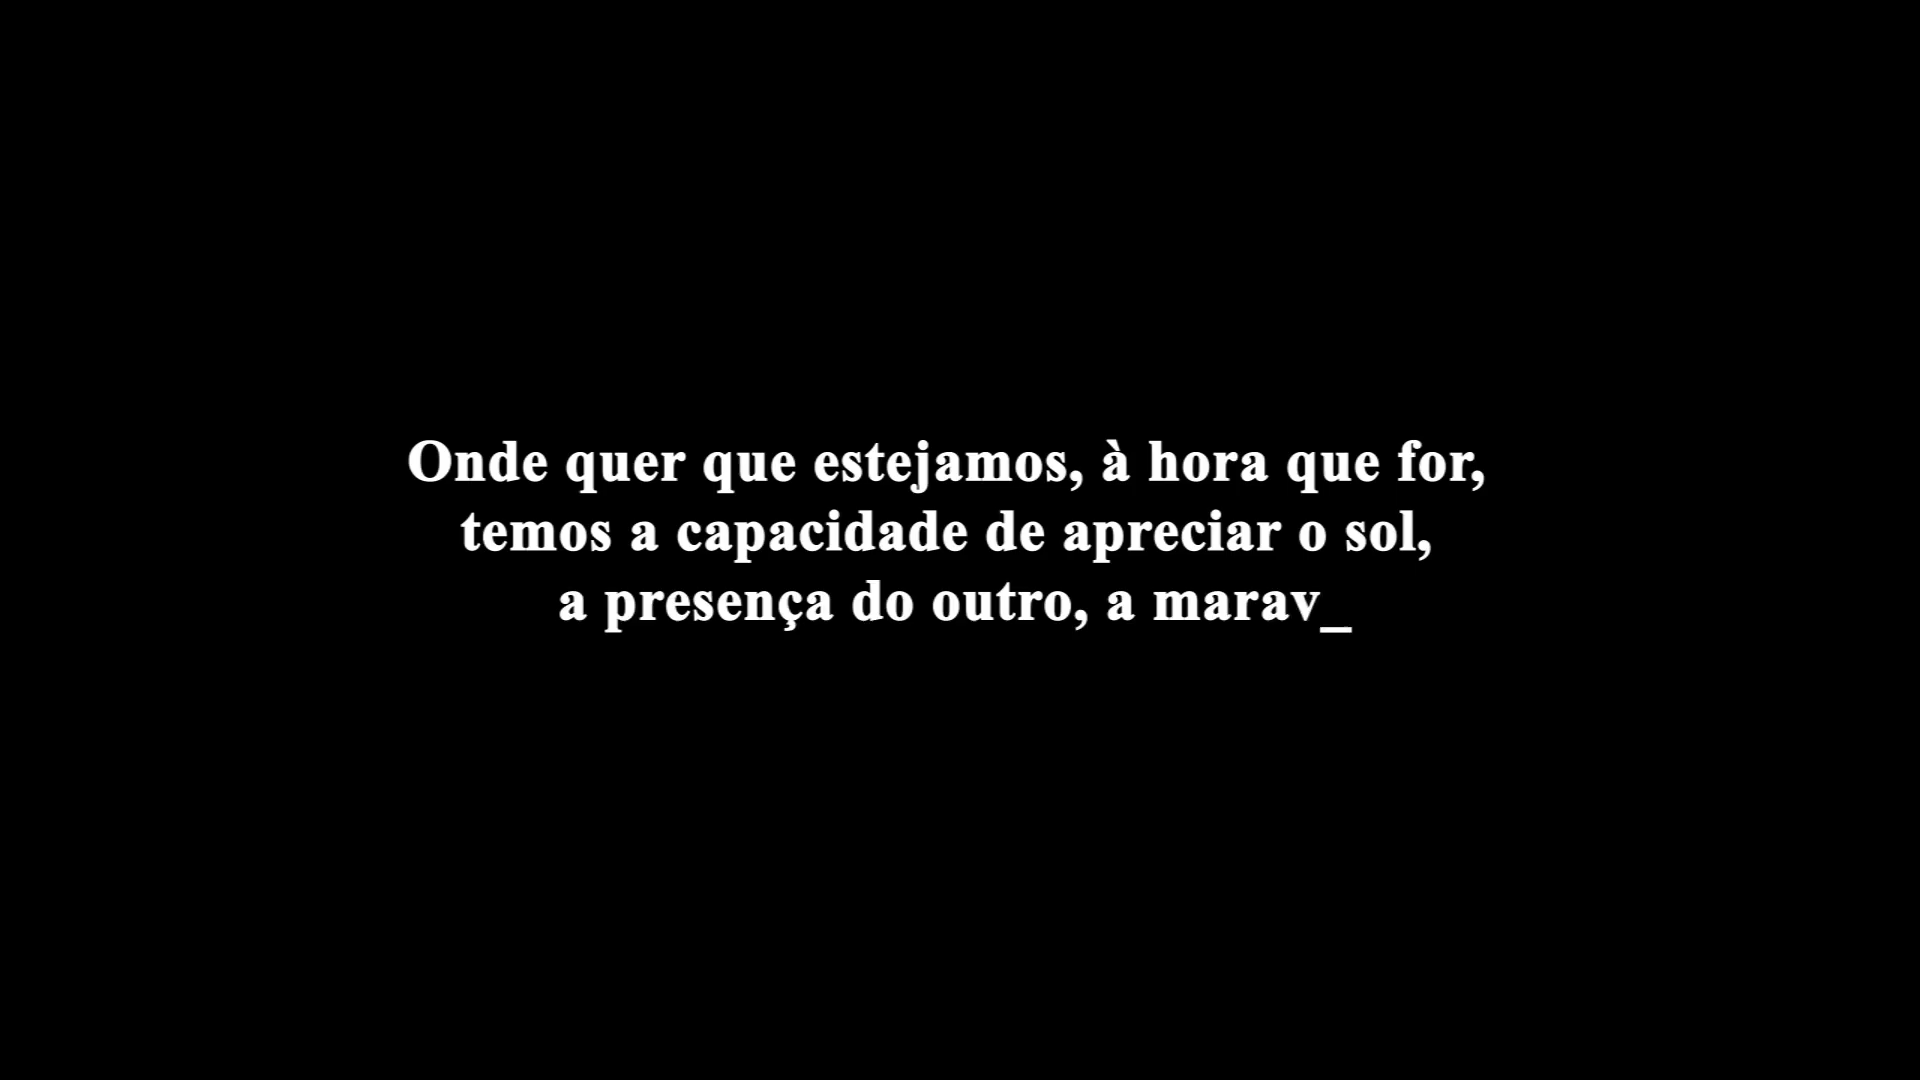 Onde quer que estejamos, à hora que for,
temos a capacidade de apreciar o sol,
a presença do outro, a marav_